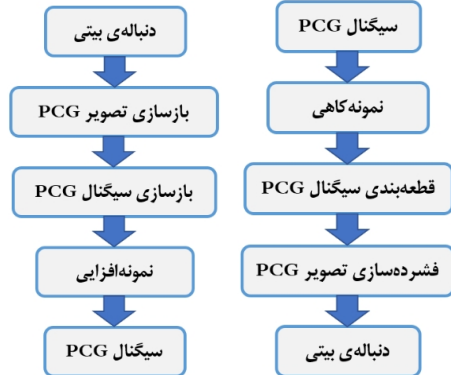 سیگنال PCG
نمونه‌کاهی
قطعه‌بندی سیگنال PCG
فشرده‌سازی تصویر PCG
دنباله‌ی بیتی
دنباله‌ی بیتی
بازسازی تصویر PCG
بازسازی سیگنال PCG
نمونه‌افزایی
سیگنال PCG